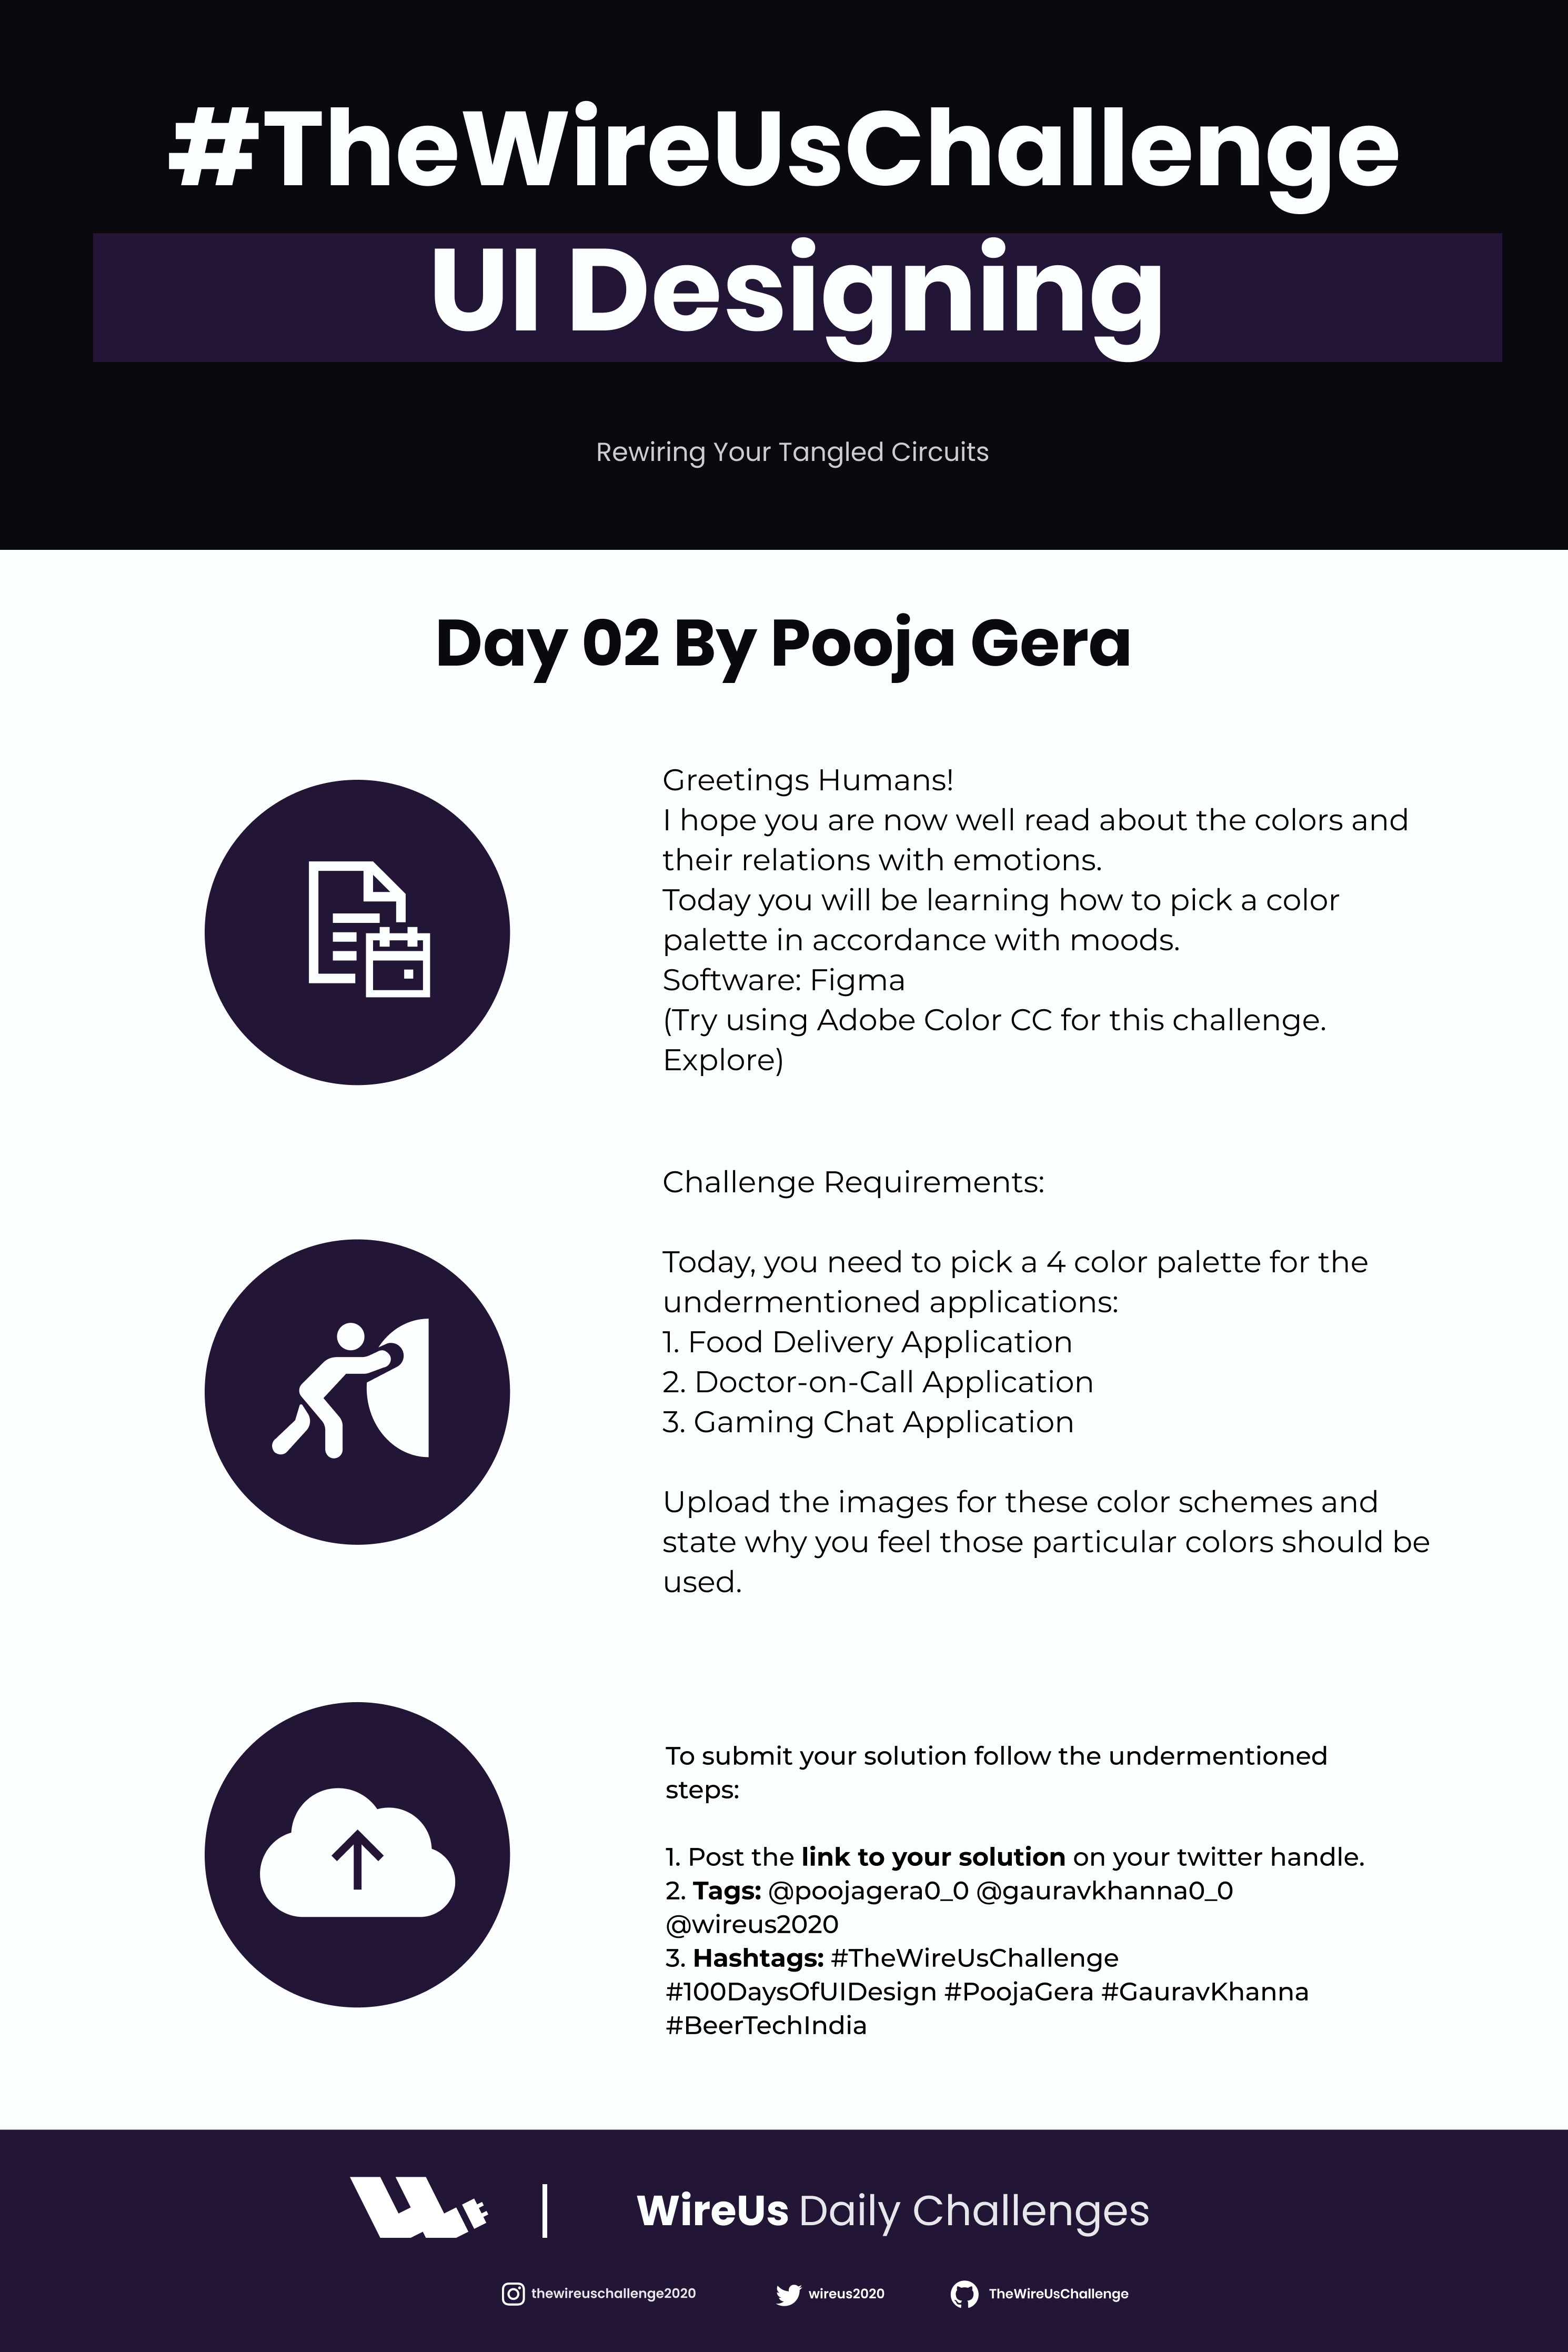 #TheWireUsChallenge
UI Designing
Rewiring Your Tangled Circuits
Day 02 By Pooja Gera
Greetings Humans!
I hope you are now well read about the colors and
their relations with emotions.
Today you will be learning how to pick a color
palette in accordance with moods.
Software: Figma
(Try using Adobe Color CC for this challenge.
Explore)
Challenge Requirements:
Today, you need to pick a 4 color palette for the
undermentioned applications:
1. Food Delivery Application
2. Doctor-on-Call Application
3. Gaming Chat Application
Upload the images for these color schemes and
state why you feel those particular colors should be
used.
To submit your solution follow the undermentioned
steps:
1. Post the link to your solution on your twitter handle.
2. Tags: @poojagera0_0 @gauravkhanna0_0
@wireus2020
3. Hashtags: #TheWireUsChallenge
#100DaysOfUIDesign #PoojaGera #GauravKhanna
#BeerTechIndia
WireUs Daily Challenges
thewireuschallenge2020 wireus2020 TheWireUsChallenge